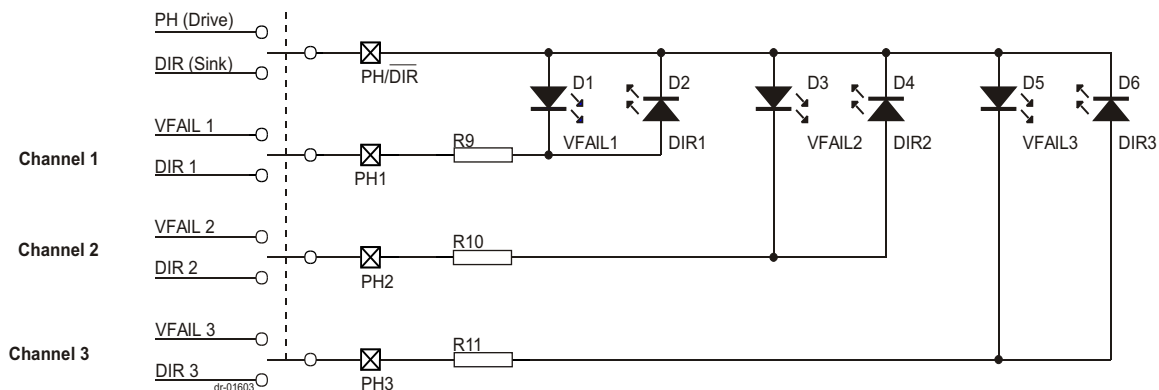 PH (Drive)
DIR (Sink)
PH/DIR
D1
D2
D3
D4
D5
D6
VFAIL1
DIR1
VFAIL2
DIR2
VFAIL3
DIR3
Channel 1
VFAIL 1
DIR 1
PH1
R9
Channel 2
VFAIL 2
DIR 2
PH2
R10
Channel 3
VFAIL 3
DIR 3
PH3
R11
dr-01603